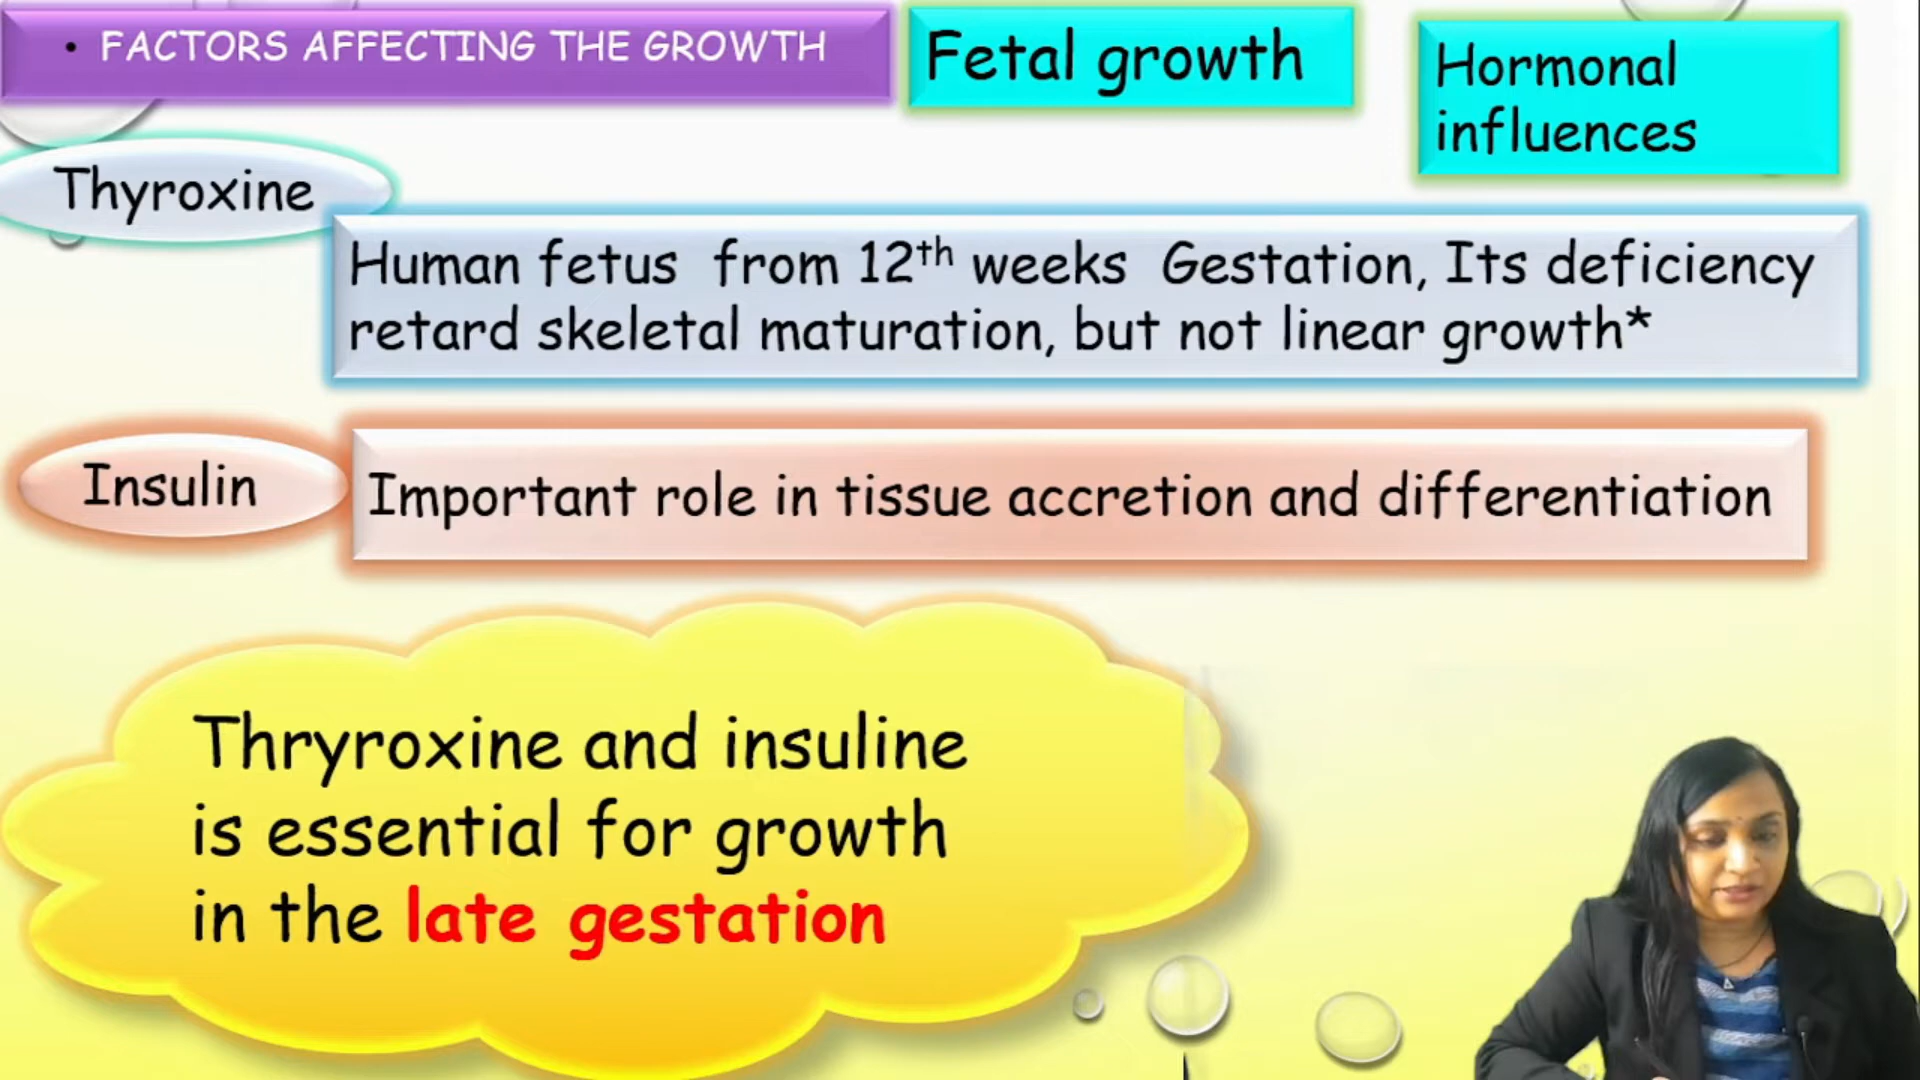 • FACTORS AFFECTING THE GROWTH
Fetal growth
Hormonal
influences
Thyroxine
Human fetus from 12th weeks Gestation, Its deficiency
retard skeletal maturation, but not linear growth*
Insulin
Important role in tissue accretion and differentiation
Thryroxine and insuline
is essential for growth
in the late gestation